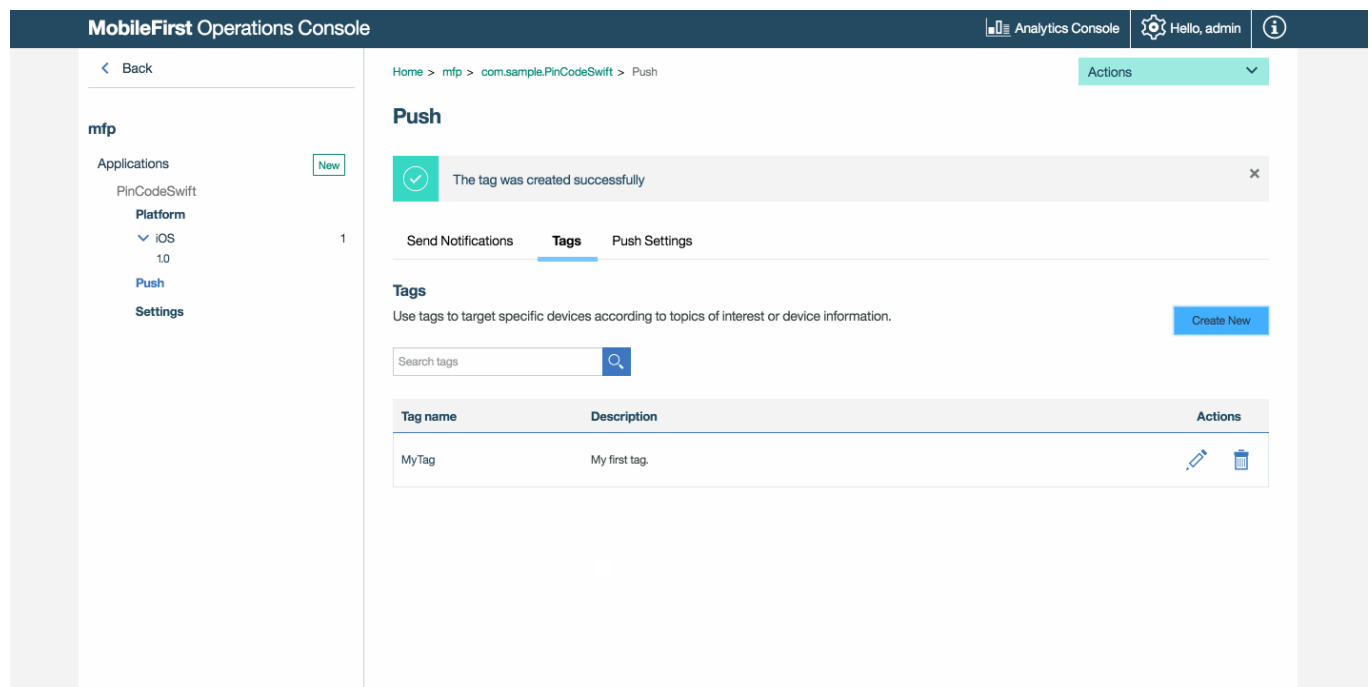 MobileFirst Operations Console
Analytics Console
Hello, admin
Back
mfp
Applications
New
PinCodeSwift
Platform
iOS
1
1.0
Push
Settings
Home > mfp > com.sample.PinCodeSwift > Push
Actions
Push
The tag was created successfully
Send Notifications
Tags
Push Settings
Tags
Use tags to target specific devices according to topics of interest or device information.
Create New
Search tags
Tag name
Description
Actions
MyTag
My first tag.